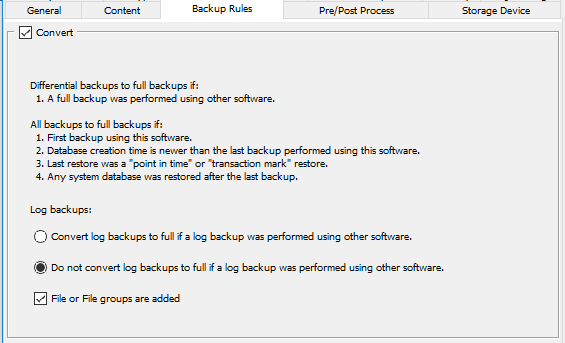 General Content Backup Rules Pre/Post Process Storage Device
Convert
Differential backups to full backups if:
1. A full backup was performed using other software.
All backups to full backups if:
1. First backup using this software.
2. Database creation time is newer than the last backup performed using this software.
3. Last restore was a "point in time" or "transaction mark" restore.
4. Any system database was restored after the last backup.
Log backups:
Convert log backups to full if a log backup was performed using other software.
Do not convert log backups to full if a log backup was performed using other software.
File or File groups are added